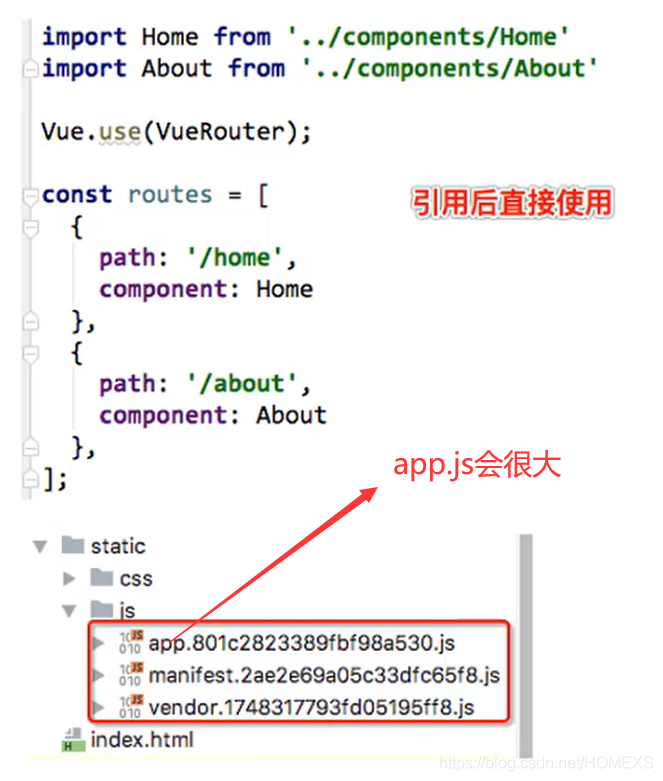 import Home from '../components/Home'
import About from '../components/About'
Vue.use(VueRouter);
const routes = [
引用后直接使用
{
path: '/home',
component: Home
},
{
path: '/about',
component: About
},
];
app.js会很大
static
css
js
app.801c2823389fbf98a530.js
manifest.2ae2e69a05c33dfc65f8.js
vendor.1748317793fd05195ff8.js
index.html
https://blog.csdn.net/HOMEXS